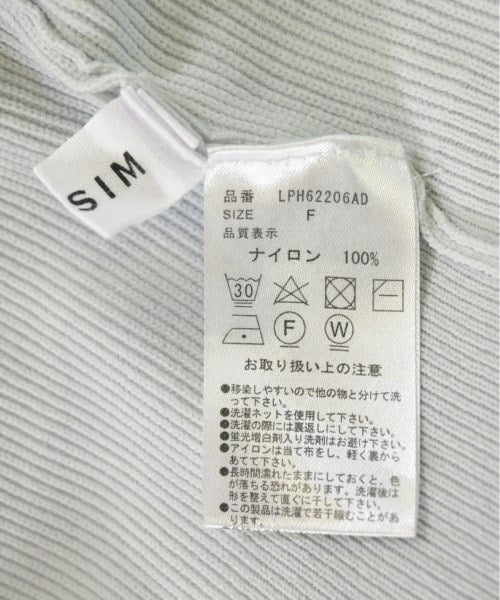 SIM
品番 LPH62206AD
SIZE F
品質表示
ナイロン 100%
30
F W
お取り扱い上の注意
●移染しやすいので他の物と分けて洗
って下さい。
●洗濯ネットを使用して下さい。
●洗濯の際には裏返しにして下さい。
●蛍光増白剤入り洗剤はお避け下さい。
●アイロンは当て布をし、軽く裏から
あてて下さい。
●長時間濡れたままにしておくと、色
が落ちる恐れがあります。洗濯後は
形を整えて直ぐに干して下さい。
●この製品は洗濯で若干縮むことがあ
ります。